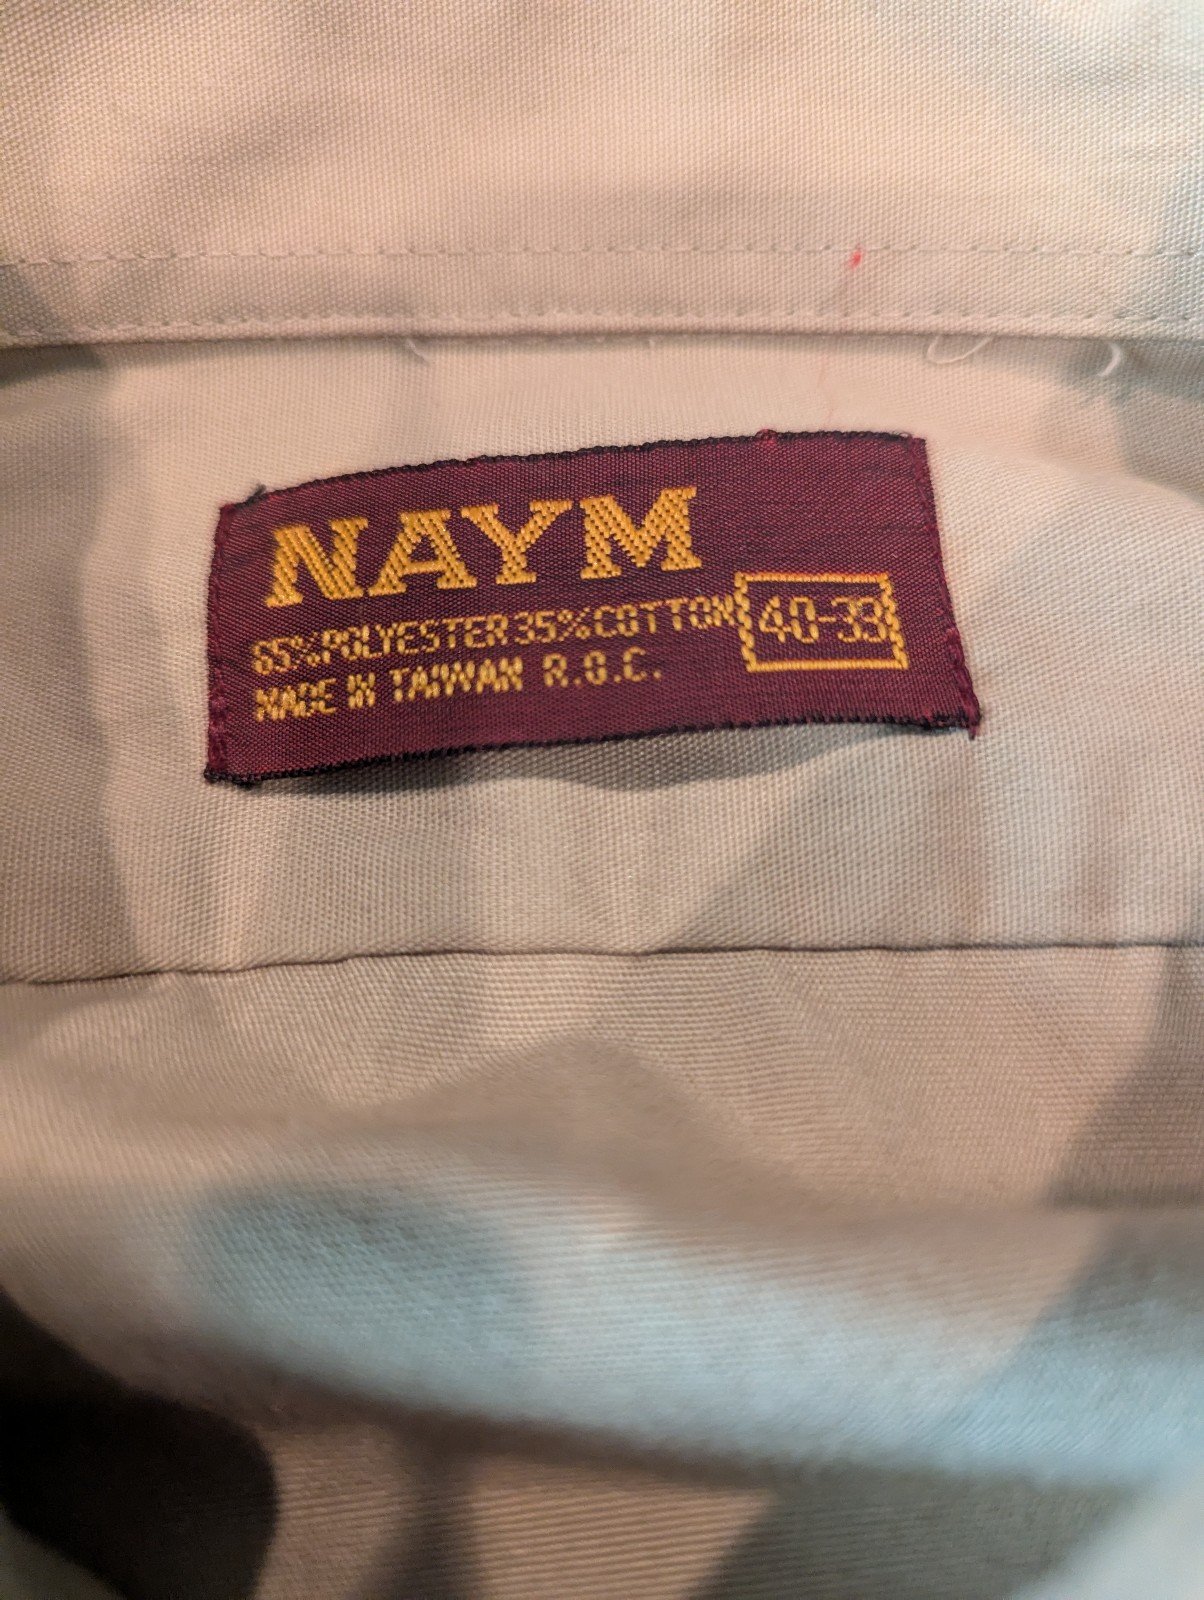 NAYM
65%POLYESTER 35%COTTON
40-33
MADE IN TAIWAN R.O.C.